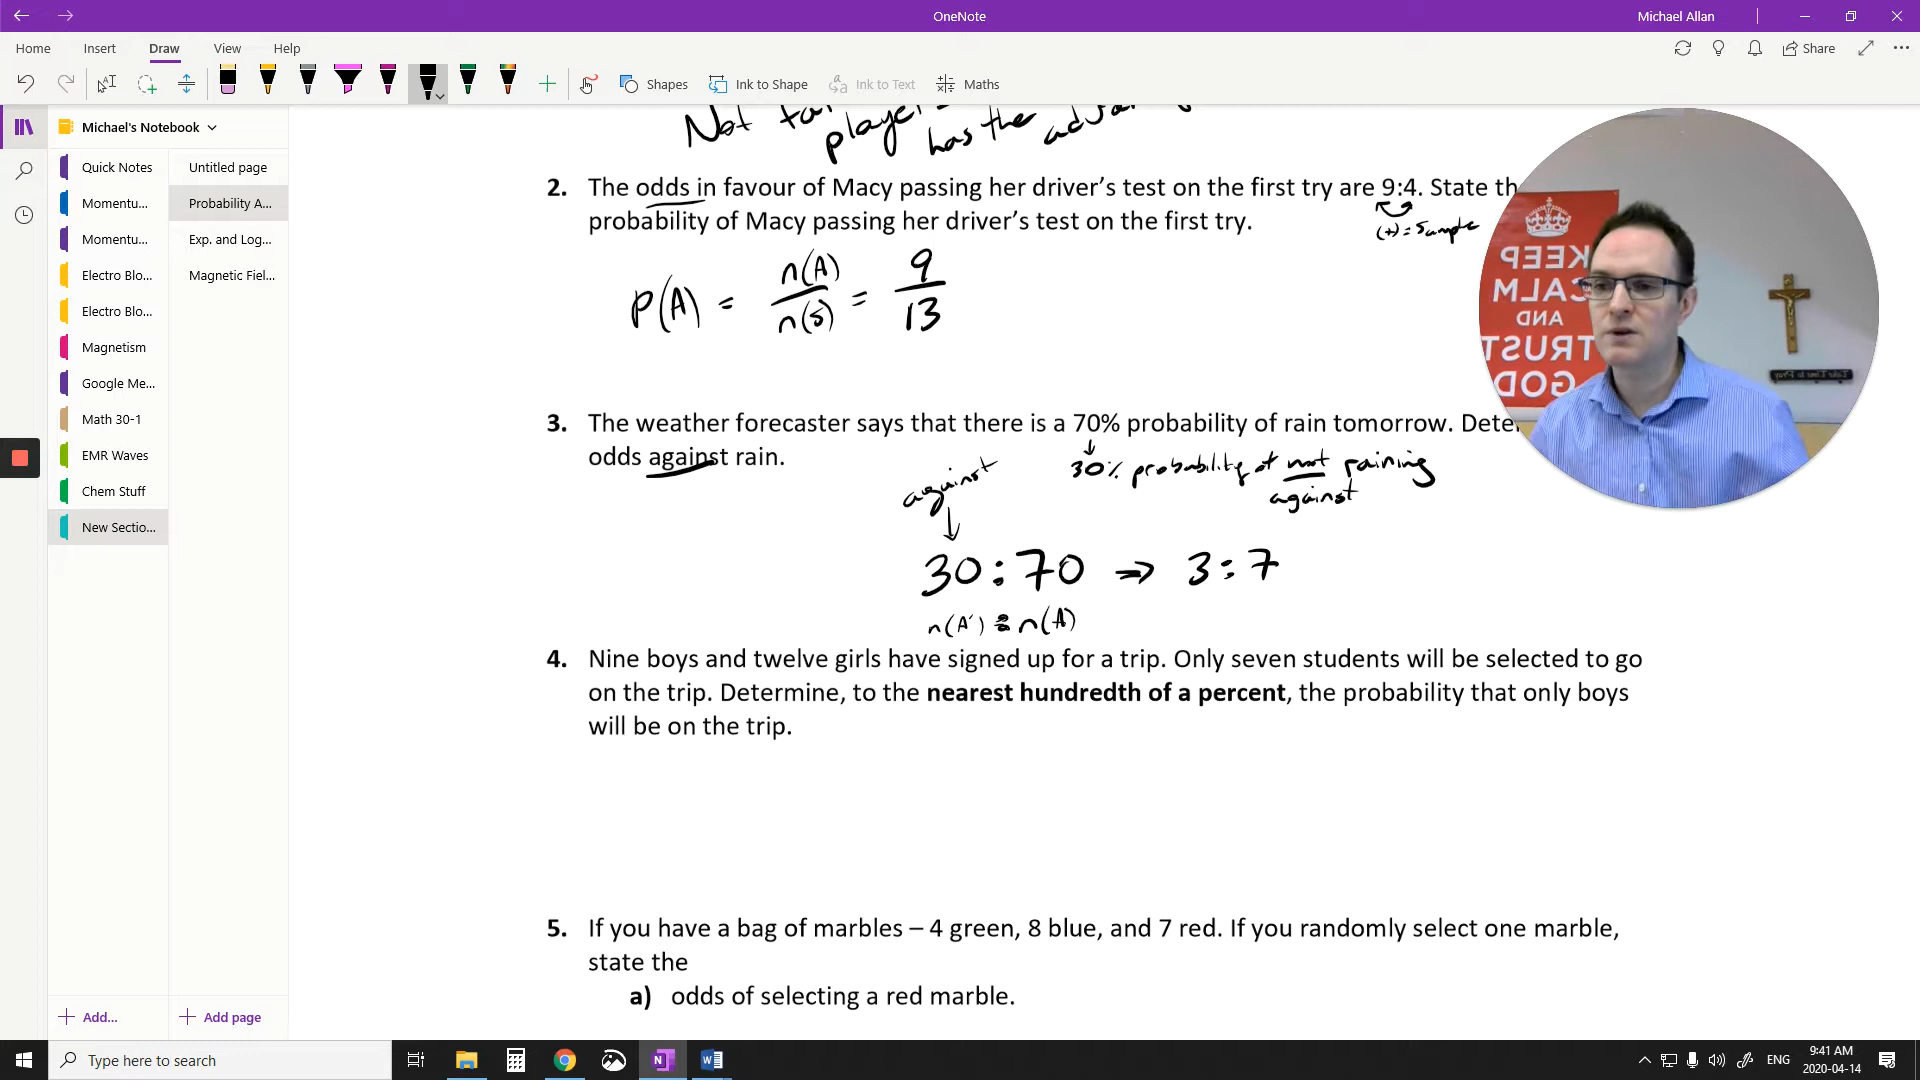 OneNote
Michael Allan
Home Insert Draw View Help
Share
Shapes Ink to Shape Ink to Text Maths
Michael's Notebook
Quick Notes
Momentu...
Momentu...
Electro Blo...
Electro Blo...
Magnetism
Google Me...
Math 30-1
EMR Waves
Chem Stuff
New Sectio...
Add...
Untitled page
Probability A...
Exp. and Log...
Magnetic Fiel...
Add page
Not
player
has the
2. The odds in favour of Macy passing her driver's test on the first try are 9:4. State th
probability of Macy passing her driver's test on the first try.
(+) = Sample
P(A) = n(A)/n(S) = 9/13
3. The weather forecaster says that there is a 70% probability of rain tomorrow. Dete
odds against rain.
30% probability of not raining
against
against
30:70 ⇒ 3:7
n(A') : n(A)
4. Nine boys and twelve girls have signed up for a trip. Only seven students will be selected to go
on the trip. Determine, to the nearest hundredth of a percent, the probability that only boys
will be on the trip.
5. If you have a bag of marbles – 4 green, 8 blue, and 7 red. If you randomly select one marble,
state the
a) odds of selecting a red marble.
KEEP
CALM
AND
TRUST
GOD
Type here to search
ENG
9:41 AM
2020-04-14